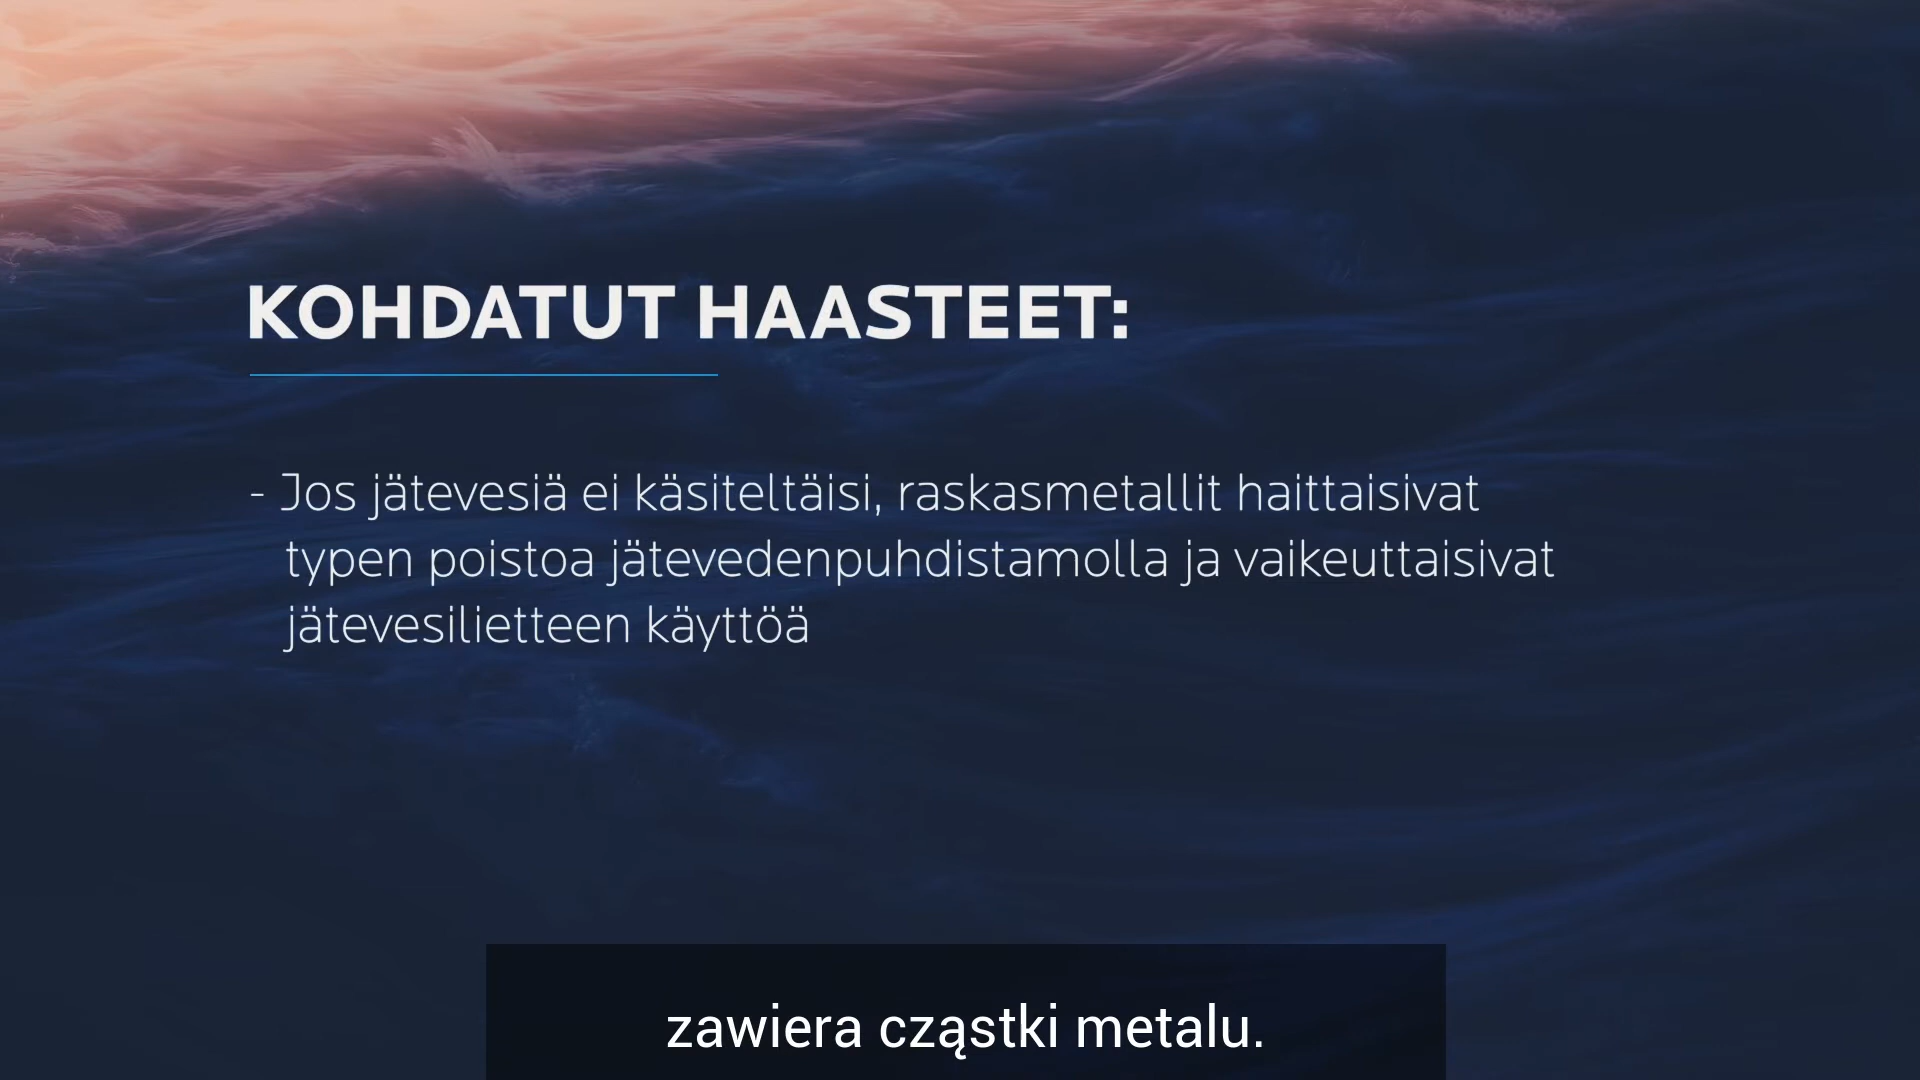 KOHDATUT HAASTEET:
- Jos jätevesiä ei käsiteltäisi, raskasmetallit haittaisivat
typen poistoa jätevedenpuhdistamolla ja vaikeuttaisivat
jätevesilietteen käyttöä
zawiera cząstki metalu.